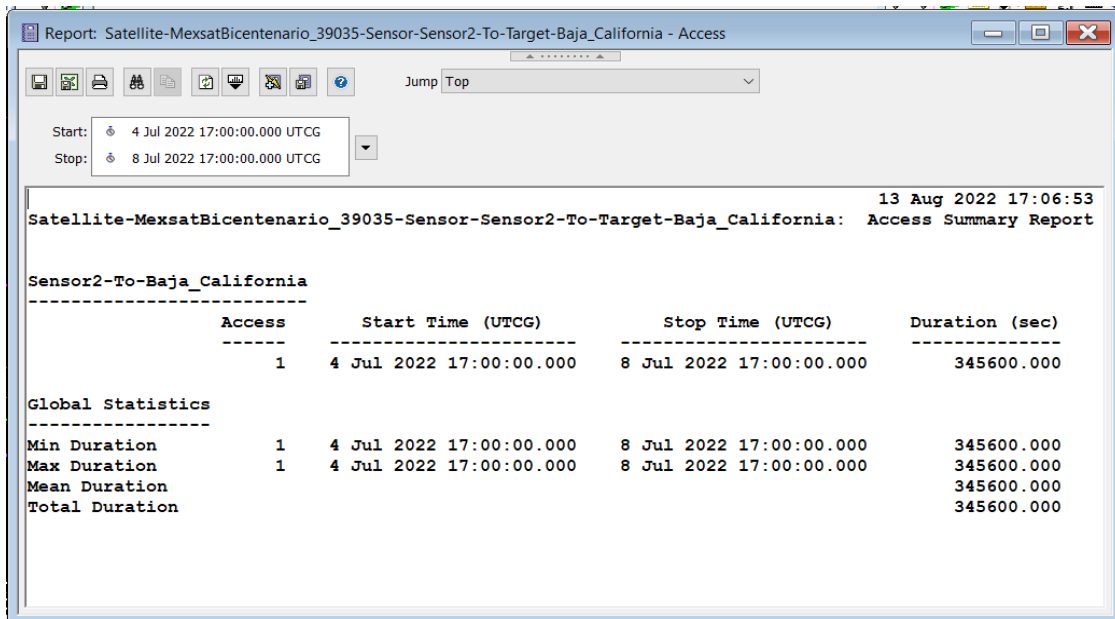 Report: Satellite-MexsatBicentenario_39035-Sensor-Sensor2-To-Target-Baja_California - Access
Jump Top
Start: 4 Jul 2022 17:00:00.000 UTCG
Stop: 8 Jul 2022 17:00:00.000 UTCG
13 Aug 2022 17:06:53
Satellite-MexsatBicentenario_39035-Sensor-Sensor2-To-Target-Baja_California: Access Summary Report
Sensor2-To-Baja_California
--------------------------
Access Start Time (UTCG) Stop Time (UTCG) Duration (sec)
------ ------------------------ ------------------------ --------------
1 4 Jul 2022 17:00:00.000 8 Jul 2022 17:00:00.000 345600.000
Global Statistics
-----------------
Min Duration 1 4 Jul 2022 17:00:00.000 8 Jul 2022 17:00:00.000 345600.000
Max Duration 1 4 Jul 2022 17:00:00.000 8 Jul 2022 17:00:00.000 345600.000
Mean Duration 345600.000
Total Duration 345600.000